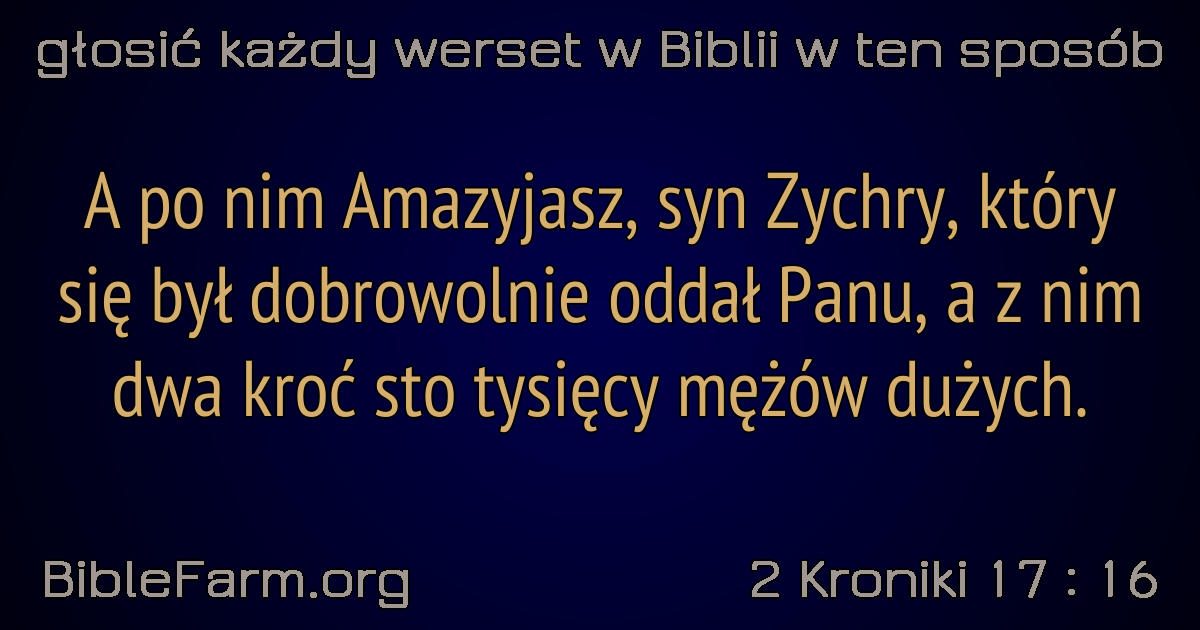 głosić każdy werset w Biblii w ten sposób
A po nim Amazyjasz, syn Zychry, który
się był dobrowolnie oddał Panu, a z nim
dwa kroć sto tysięcy mężów dużych.
BibleFarm.org
2 Kroniki 17 : 16